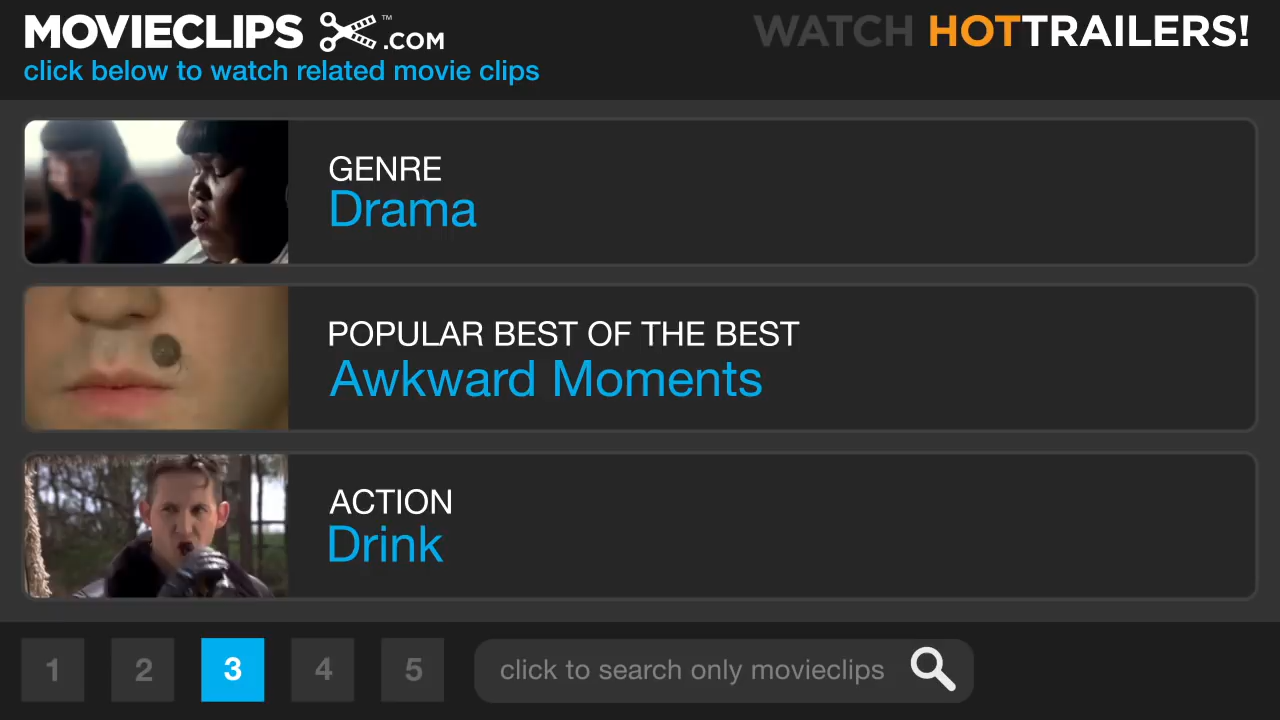 MOVIECLIPS™.COM
WATCH HOTTRAILERS!
click below to watch related movie clips
GENRE
Drama
POPULAR BEST OF THE BEST
Awkward Moments
ACTION
Drink
1 2 3 4 5 click to search only movieclips